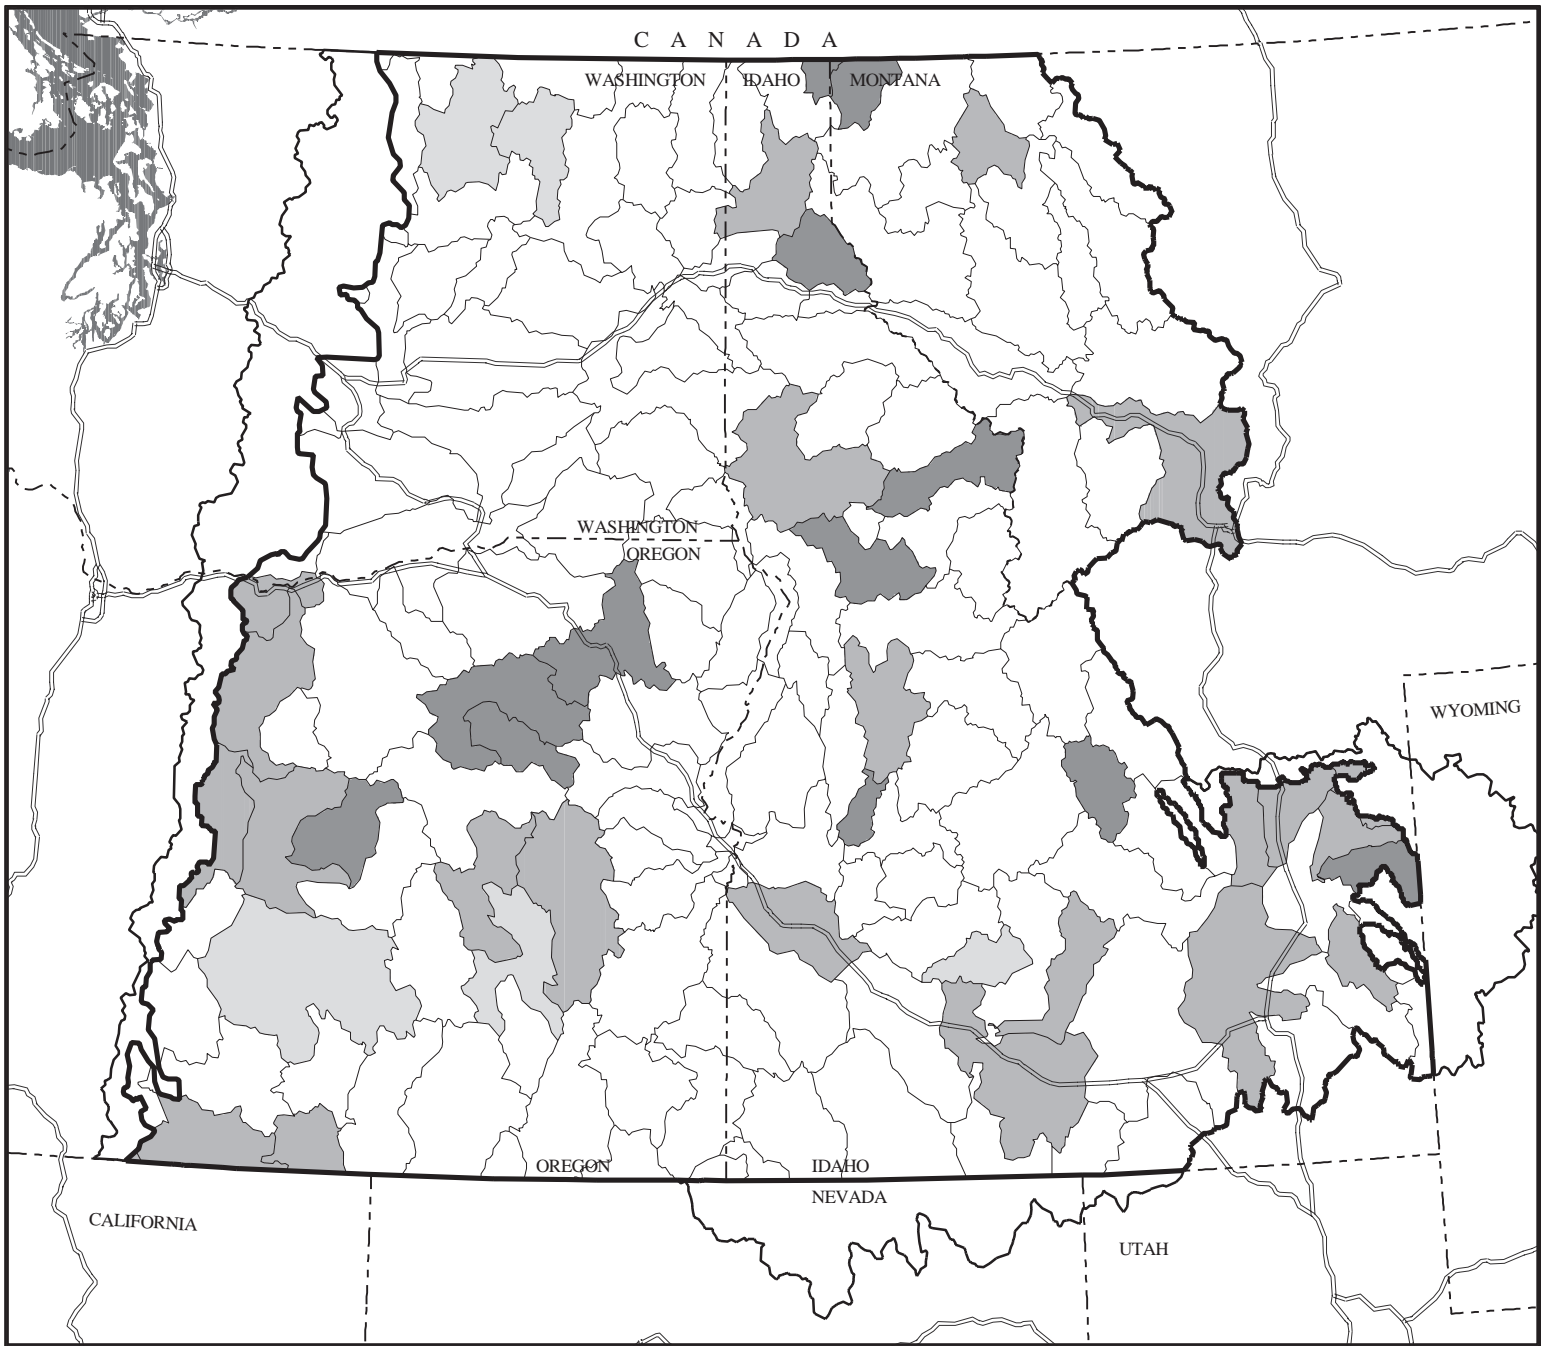 C A N A D A
WASHINGTON IDAHO MONTANA
WASHINGTON
OREGON
WYOMING
OREGON IDAHO
NEVADA
CALIFORNIA
UTAH